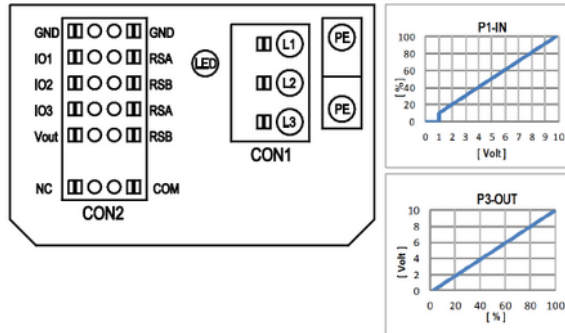 GND GND
IO1 RSA
IO2 RSB
IO3 RSA
Vout RSB
NC COM
CON2
LED
L1
L2
L3
CON1
PE
PE
P1-IN
[%]
100
80
60
40
20
0
0 1 2 3 4 5 6 7 8 9 10
[ Volt ]
P3-OUT
[ Volt ]
10
8
6
4
2
0
0 20 40 60 80 100
[ % ]